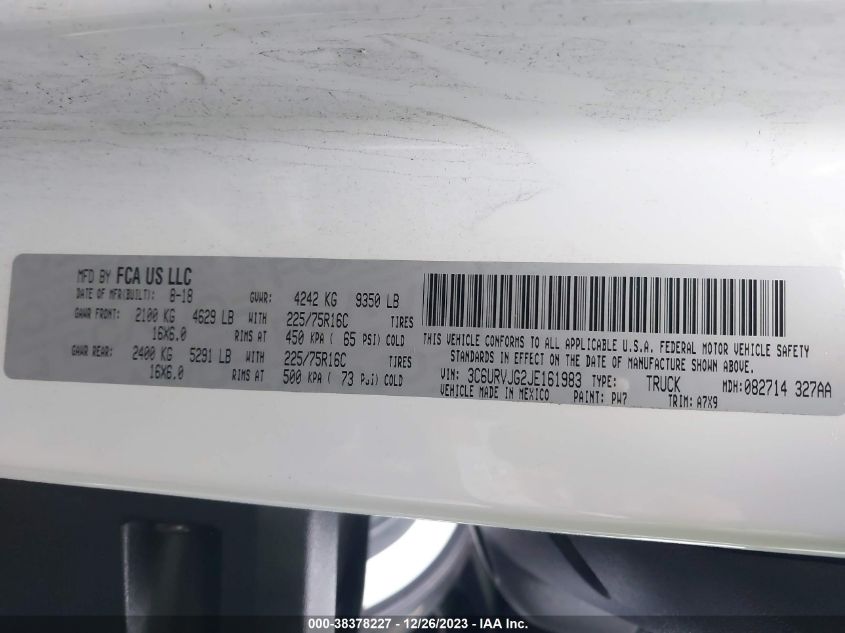 MFD BY FCA US LLC
DATE OF MFR(BUILT): 8-18 GVWR: 4242 KG 9350 LB
GAWR FRONT: 2100 KG 4629 LB WITH 225/75R16C TIRES
16X6.0 RIMS AT 450 KPA ( 65 PSI) COLD
GAWR REAR: 2400 KG 5291 LB WITH 225/75R16C TIRES
16X6.0 RIMS AT 500 KPA ( 73 PSI) COLD
THIS VEHICLE CONFORMS TO ALL APPLICABLE U.S.A. FEDERAL MOTOR VEHICLE SAFETY
STANDARDS IN EFFECT ON THE DATE OF MANUFACTURE SHOWN ABOVE.
VIN: 3C6URVJG2JE161983 TYPE: TRUCK MDH:082714 327AA
VEHICLE MADE IN MEXICO PAINT: PW7 TRIM: A7X9
000-38378227 - 12/26/2023 - IAA Inc.